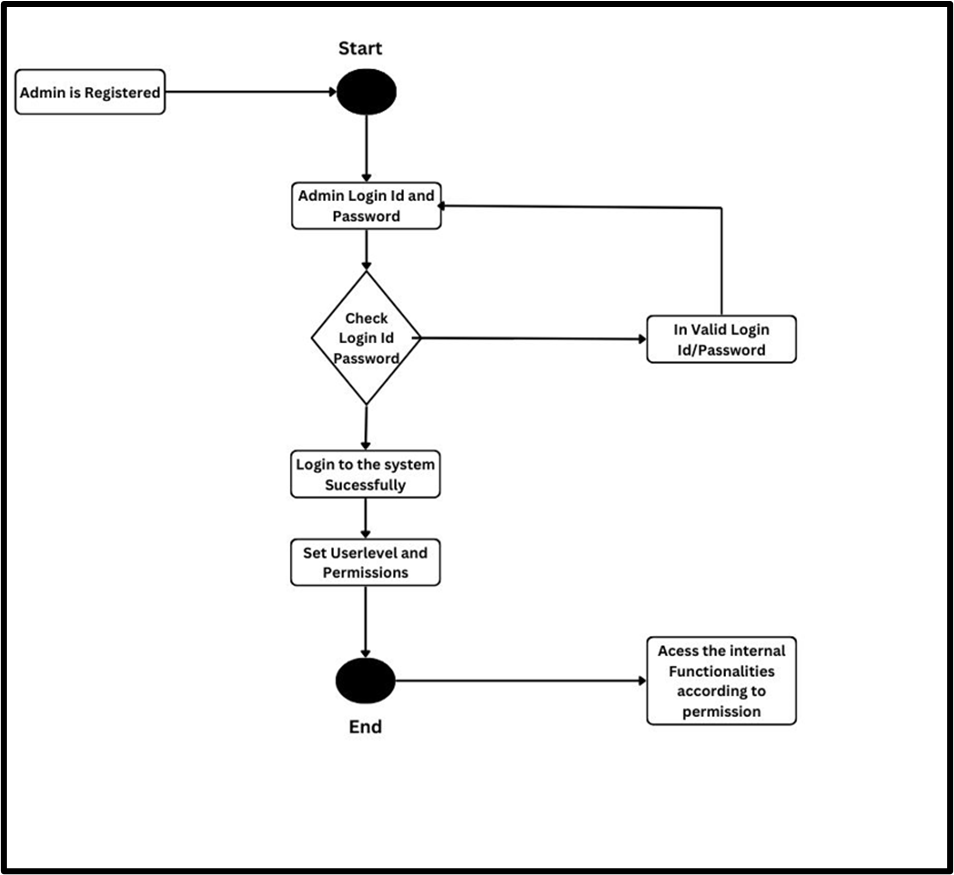 Start
Admin is Registered
Admin Login Id and
Password
Check
Login Id
Password
In Valid Login
Id/Password
Login to the system
Sucessfully
Set Userlevel and
Permissions
Acess the internal
Functionalities
according to
permission
End